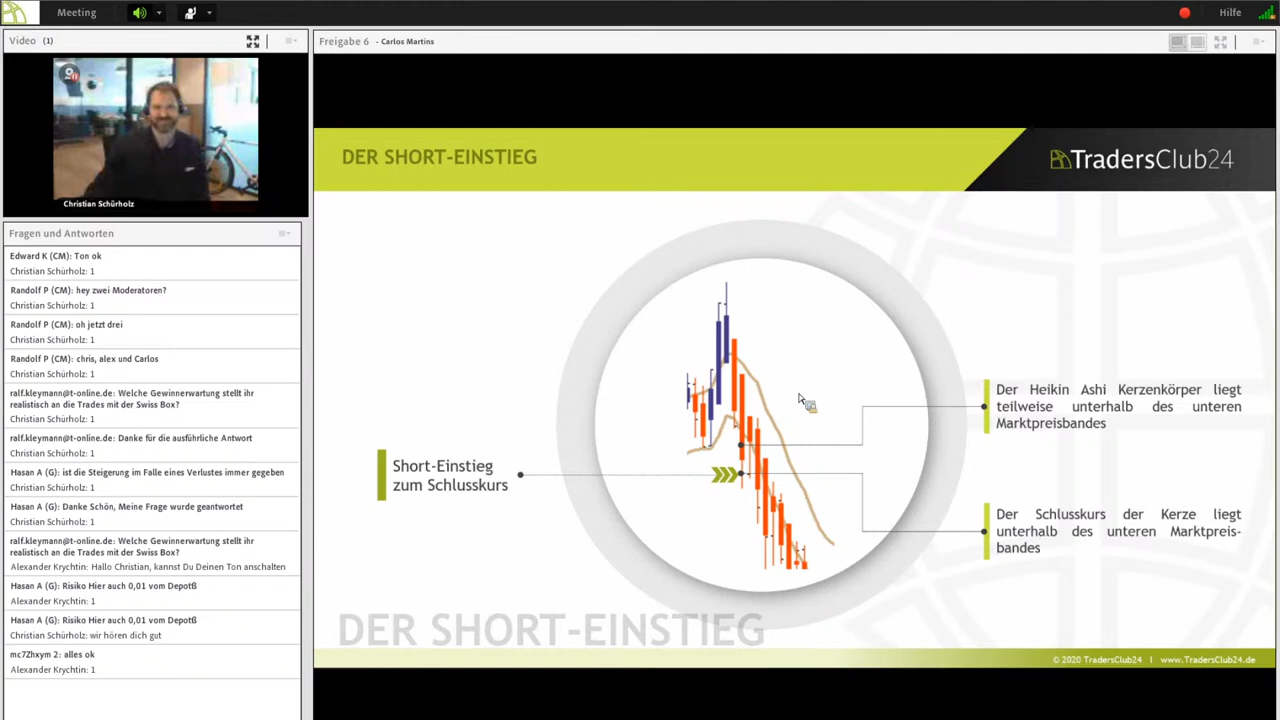 Meeting
Hilfe
Video (1)
Christian Schürholz
Fragen und Antworten
Edward K (CM): Ton ok
Christian Schürholz: 1
Randolf P (CM): hey zwei Moderatoren?
Christian Schürholz: 1
Randolf P (CM): oh jetzt drei
Christian Schürholz: 1
Randolf P (CM): chris, alex und Carlos
Christian Schürholz: 1
ralf.kleymann@t-online.de: Welche Gewinnerwartung stellt ihr
realistisch an die Trades mit der Swiss Box?
Christian Schürholz: 1
ralf.kleymann@t-online.de: Danke für die ausführliche Antwort
Christian Schürholz: 1
Hasan A (G): ist die Steigerung im Falle eines Verlustes immer gegeben
Christian Schürholz: 1
Hasan A (G): Danke Schön, Meine Frage wurde geantwortet
Christian Schürholz: 1
ralf.kleymann@t-online.de: Welche Gewinnerwartung stellt ihr
realistisch an die Trades mit der Swiss Box?
Alexander Krychtin: Hallo Christian, kannst Du Deinen Ton anschalten
Hasan A (G): Risiko Hier auch 0,01 vom Depotß
Alexander Krychtin: 1
Hasan A (G): Risiko Hier auch 0,01 vom Depotß
Christian Schürholz: wir hören dich gut
mc7Zhxym 2: alles ok
Alexander Krychtin: 1
Freigabe 6 - Carlos Martins
DER SHORT-EINSTIEG
TradersClub24
Short-Einstieg
zum Schlusskurs
Der Heikin Ashi Kerzenkörper liegt
teilweise unterhalb des unteren
Marktpreisbandes
Der Schlusskurs der Kerze liegt
unterhalb des unteren Marktpreis-
bandes
DER SHORT-EINSTIEG
© 2020 TradersClub24 | www.TradersClub24.de